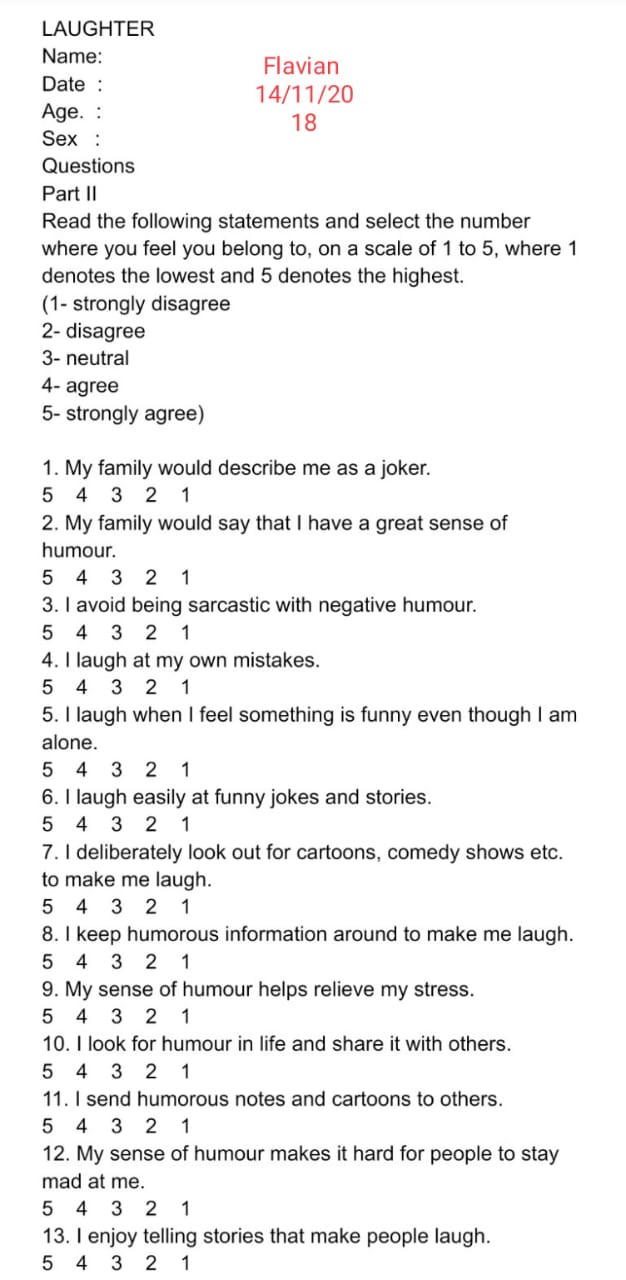 LAUGHTER
Name:
Flavian
Date :
14/11/20
Age. :
18
Sex :
Questions
Part II
Read the following statements and select the number
where you feel you belong to, on a scale of 1 to 5, where 1
denotes the lowest and 5 denotes the highest.
(1- strongly disagree
2- disagree
3- neutral
4- agree
5- strongly agree)
1. My family would describe me as a joker.
5 4 3 2 1
2. My family would say that I have a great sense of
humour.
5 4 3 2 1
3. I avoid being sarcastic with negative humour.
5 4 3 2 1
4. I laugh at my own mistakes.
5 4 3 2 1
5. I laugh when I feel something is funny even though I am
alone.
5 4 3 2 1
6. I laugh easily at funny jokes and stories.
5 4 3 2 1
7. I deliberately look out for cartoons, comedy shows etc.
to make me laugh.
5 4 3 2 1
8. I keep humorous information around to make me laugh.
5 4 3 2 1
9. My sense of humour helps relieve my stress.
5 4 3 2 1
10. I look for humour in life and share it with others.
5 4 3 2 1
11. I send humorous notes and cartoons to others.
5 4 3 2 1
12. My sense of humour makes it hard for people to stay
mad at me.
5 4 3 2 1
13. I enjoy telling stories that make people laugh.
5 4 3 2 1